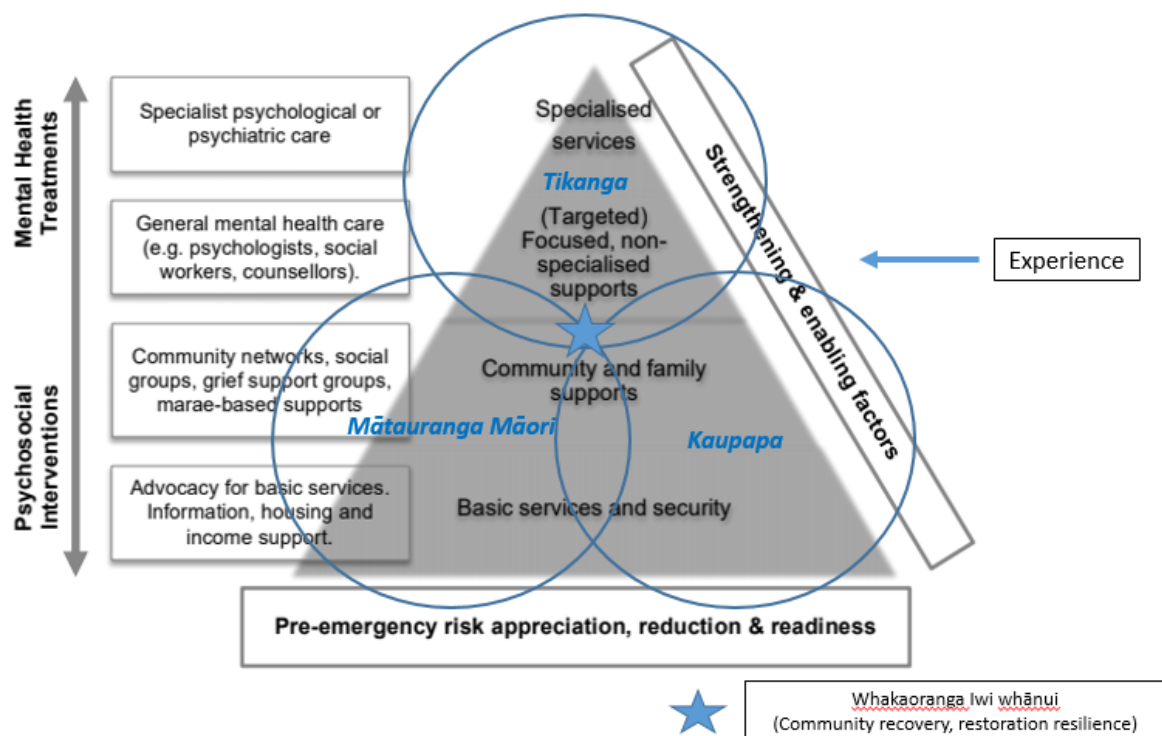 Mental Health
Treatments
Psychosocial
Interventions
Specialist psychological or
psychiatric care
General mental health care
(e.g. psychologists, social
workers, counsellors).
Community networks, social
groups, grief support groups,
marae-based supports
Advocacy for basic services.
Information, housing and
income support.
Specialised
services
Tikanga
(Targeted)
Focused, non-
specialised
supports
Community and family
supports
Mātauranga Māori
Kaupapa
Basic services and security
Strengthening & enabling factors
Experience
Pre-emergency risk appreciation, reduction & readiness
Whakaoranga Iwi whānui
(Community recovery, restoration resilience)